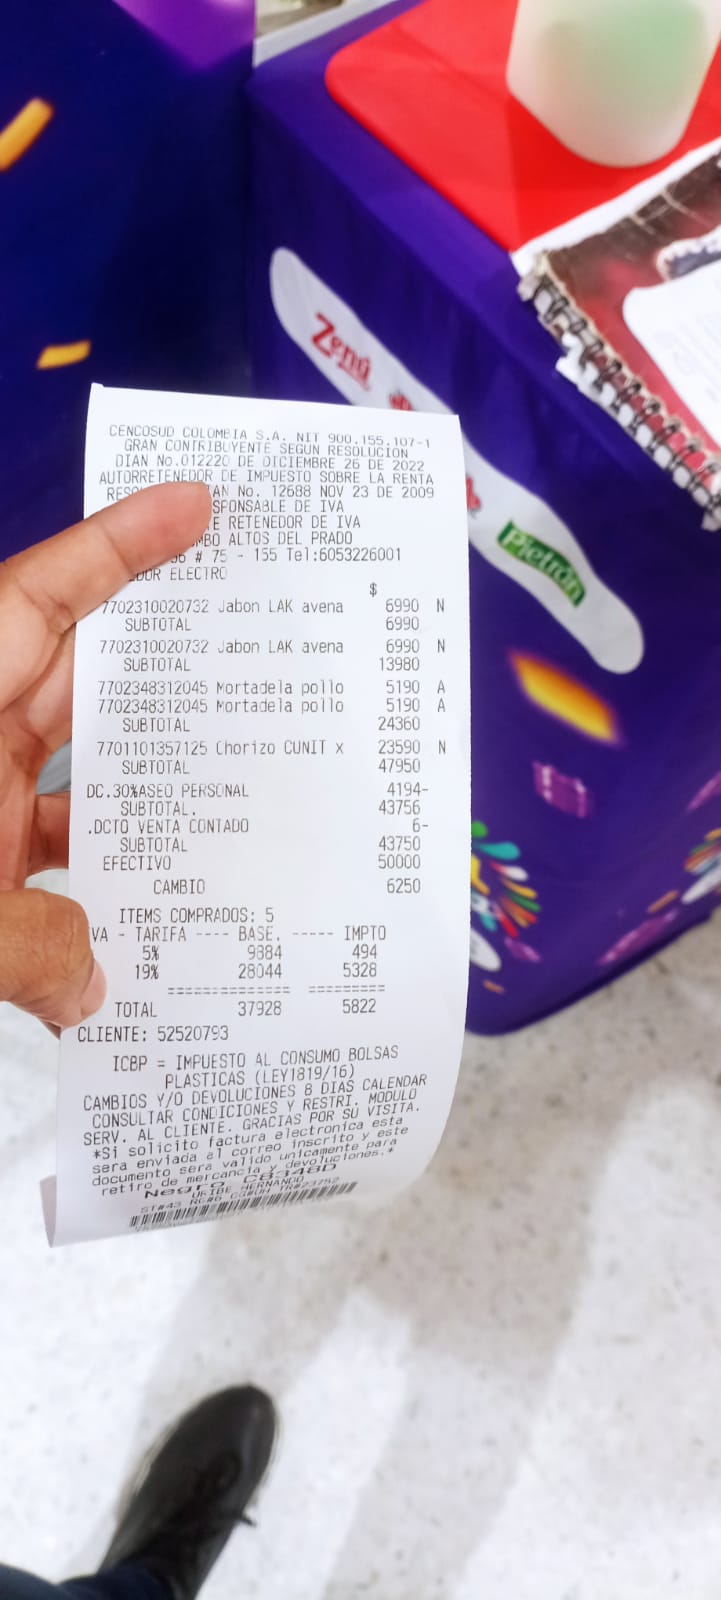 Zenú
Pietrán
CENCOSUD COLOMBIA S.A. NIT 900.155.107-1
GRAN CONTRIBUYENTE SEGUN RESOLUCION
DIAN No.012220 DE DICIEMBRE 26 DE 2022
AUTORRETENEDOR DE IMPUESTO SOBRE LA RENTA
No. 12688 NOV 23 DE 2009
DE IVA
RETENEDOR DE IVA
ALTOS DEL PRADO
# 75 - 155 Tel:6053226001
ELECTRO
$
7702310020732 Jabon LAK avena 6990 N
SUBTOTAL 6990
7702310020732 Jabon LAK avena 6990 N
SUBTOTAL 13980
7702348312045 Mortadela pollo 5190 A
7702348312045 Mortadela pollo 5190 A
SUBTOTAL 24360
7701101357125 Chorizo CUNIT x 23590 N
SUBTOTAL 47950
DC.30%ASEO PERSONAL 4194-
SUBTOTAL. 43756
.DCTO VENTA CONTADO 6-
SUBTOTAL 43750
EFECTIVO 50000
CAMBIO 6250
ITEMS COMPRADOS: 5
VA - TARIFA ---- BASE. ----- IMPTO
5% 9884 494
19% 28044 5328
=============== =========
TOTAL 37928 5822
CLIENTE: 52520793
ICBP = IMPUESTO AL CONSUMO BOLSAS
PLASTICAS (LEY1819/16)
CAMBIOS Y/O DEVOLUCIONES 8 DIAS CALENDAR
CONSULTAR CONDICIONES Y RESTRI. MODULO
SERV. AL CLIENTE. GRACIAS POR SU VISITA.
*Si solicito factura electronica esta
sera enviada al correo inscrito y este
documento sera valido unicamente para
retiro de mercancia y devoluciones.*
Negro, C8348D
URIBE HERNANDO